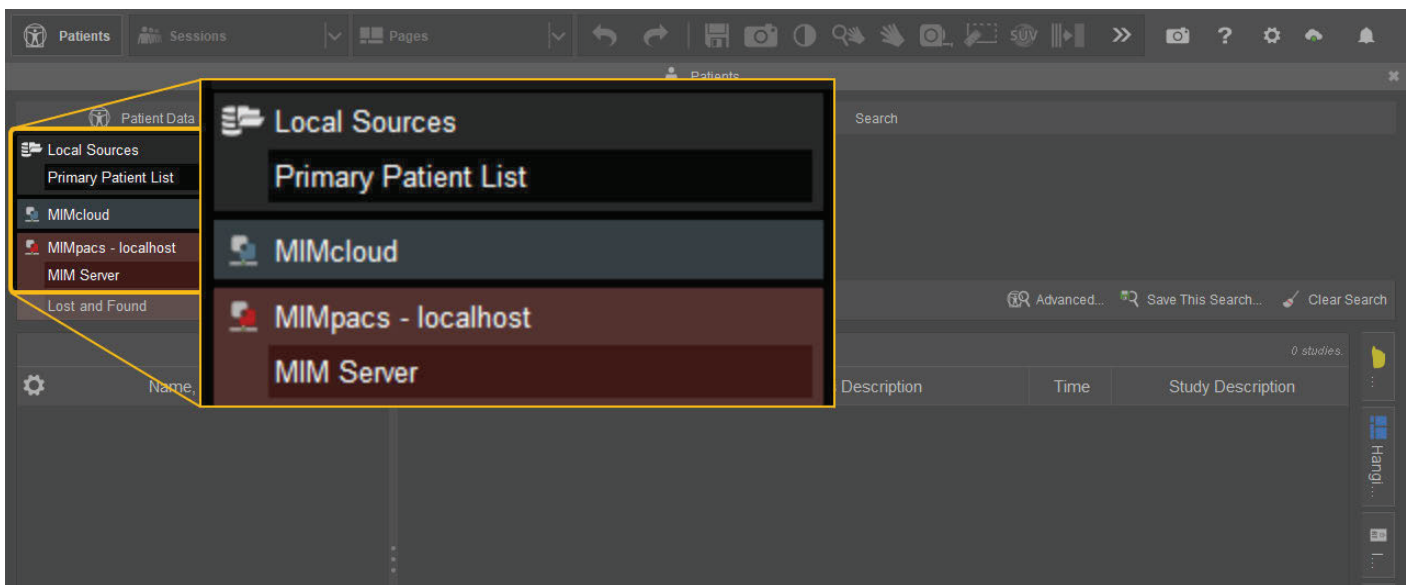 Patients Sessions Pages SUV ?
Patients
Patient Data Search
Local Sources
Primary Patient List
MIMcloud
MIMpacs - localhost
MIM Server
Lost and Found
Local Sources
Primary Patient List
MIMcloud
MIMpacs - localhost
MIM Server
Advanced... Save This Search... Clear Search
0 studies.
Name, Description Time Study Description
...
Hangi...
I...